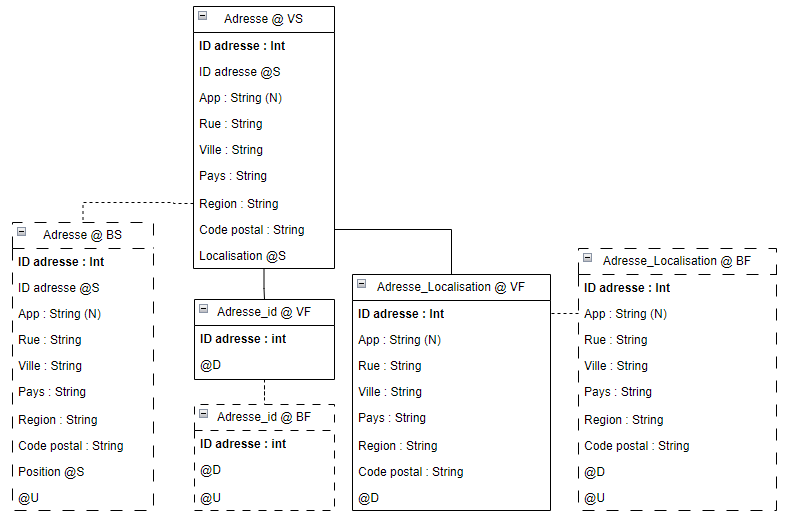 Adresse @ VS
ID adresse : Int
ID adresse @S
App : String (N)
Rue : String
Ville : String
Pays : String
Region : String
Code postal : String
Localisation @S
Adresse @ BS
ID adresse : Int
ID adresse @S
App : String (N)
Rue : String
Ville : String
Pays : String
Region : String
Code postal : String
Position @S
@U
Adresse_id @ VF
ID adresse : int
@D
Adresse_id @ BF
ID adresse : int
@D
@U
Adresse_Localisation @ VF
ID adresse : Int
App : String (N)
Rue : String
Ville : String
Pays : String
Region : String
Code postal : String
@D
Adresse_Localisation @ BF
ID adresse : Int
App : String (N)
Rue : String
Ville : String
Pays : String
Region : String
Code postal : String
@D
@U